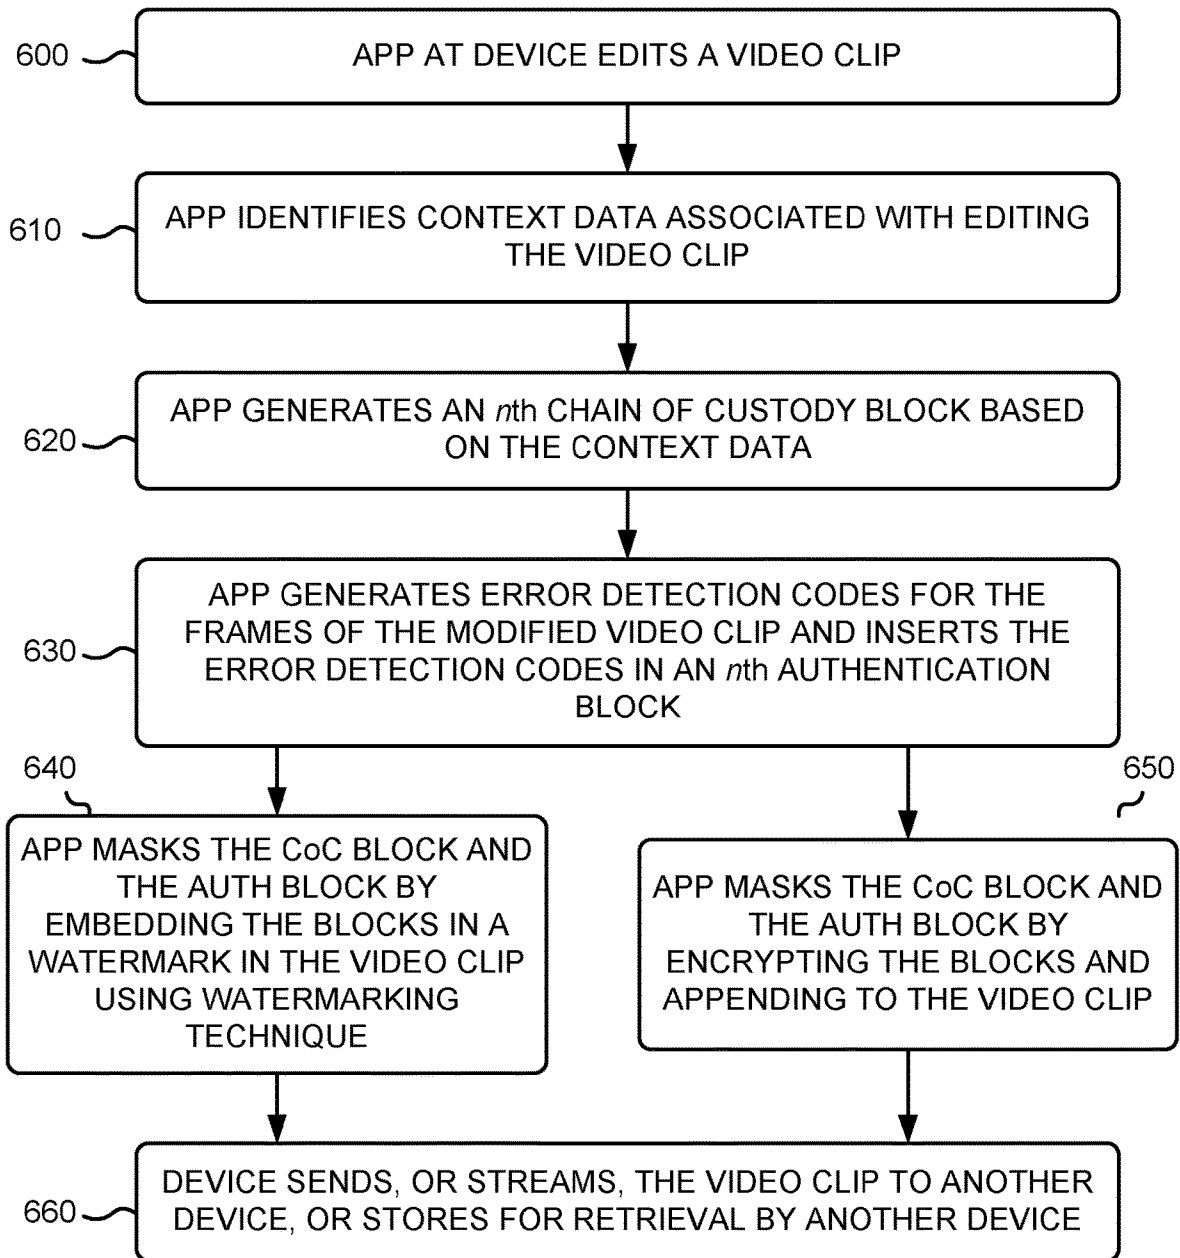 600
APP AT DEVICE EDITS A VIDEO CLIP
610
APP IDENTIFIES CONTEXT DATA ASSOCIATED WITH EDITING
THE VIDEO CLIP
620
APP GENERATES AN nth CHAIN OF CUSTODY BLOCK BASED
ON THE CONTEXT DATA
630
APP GENERATES ERROR DETECTION CODES FOR THE
FRAMES OF THE MODIFIED VIDEO CLIP AND INSERTS THE
ERROR DETECTION CODES IN AN nth AUTHENTICATION
BLOCK
640
APP MASKS THE CoC BLOCK AND
THE AUTH BLOCK BY
EMBEDDING THE BLOCKS IN A
WATERMARK IN THE VIDEO CLIP
USING WATERMARKING
TECHNIQUE
650
APP MASKS THE CoC BLOCK AND
THE AUTH BLOCK BY
ENCRYPTING THE BLOCKS AND
APPENDING TO THE VIDEO CLIP
660
DEVICE SENDS, OR STREAMS, THE VIDEO CLIP TO ANOTHER
DEVICE, OR STORES FOR RETRIEVAL BY ANOTHER DEVICE